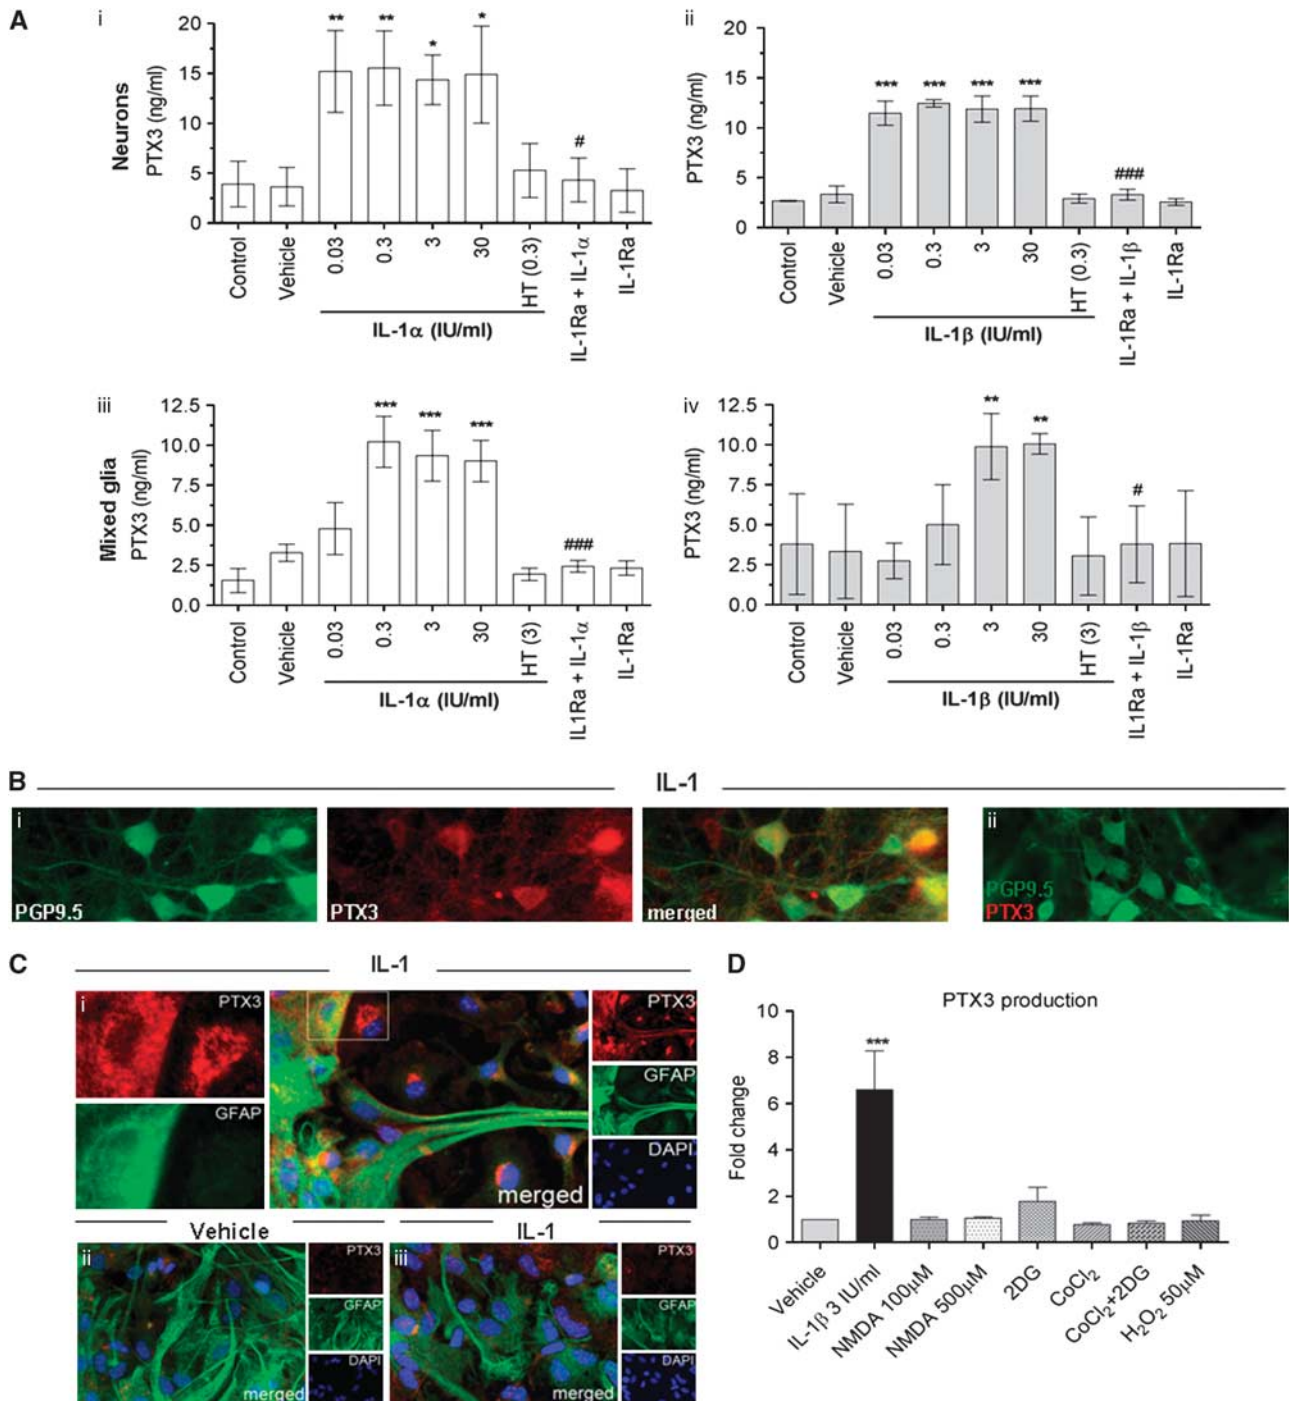 A
i
Neurons
PTX3 (ng/ml)
20
15
10
5
0
** ** * * #
Control
Vehicle
0.03
0.3
3
30
HT (0.3)
IL-1Ra + IL-1α
IL-1Ra
IL-1α (IU/ml)
ii
PTX3 (ng/ml)
20
15
10
5
0
*** *** *** *** ###
Control
Vehicle
0.03
0.3
3
30
HT (0.3)
IL-1Ra + IL-1β
IL-1Ra
IL-1β (IU/ml)
iii
Mixed glia
PTX3 (ng/ml)
12.5
10.0
7.5
5.0
2.5
0.0
*** *** *** ###
Control
Vehicle
0.03
0.3
3
30
HT (3)
IL1Ra + IL-1α
IL-1Ra
IL-1α (IU/ml)
iv
PTX3 (ng/ml)
12.5
10.0
7.5
5.0
2.5
0.0
** ** #
Control
Vehicle
0.03
0.3
3
30
HT (3)
IL1Ra + IL-1β
IL-1Ra
IL-1β (IU/ml)
B
IL-1
i
PGP9.5
PTX3
merged
ii
PGP9.5
PTX3
C
IL-1
i
PTX3
GFAP
merged
PTX3
GFAP
DAPI
Vehicle
ii
merged
PTX3
GFAP
DAPI
IL-1
iii
merged
PTX3
GFAP
DAPI
D
PTX3 production
Fold change
10
8
6
4
2
0
***
Vehicle
IL-1β 3 IU/ml
NMDA 100μM
NMDA 500μM
2DG
CoCl₂
CoCl₂+2DG
H₂O₂ 50μM